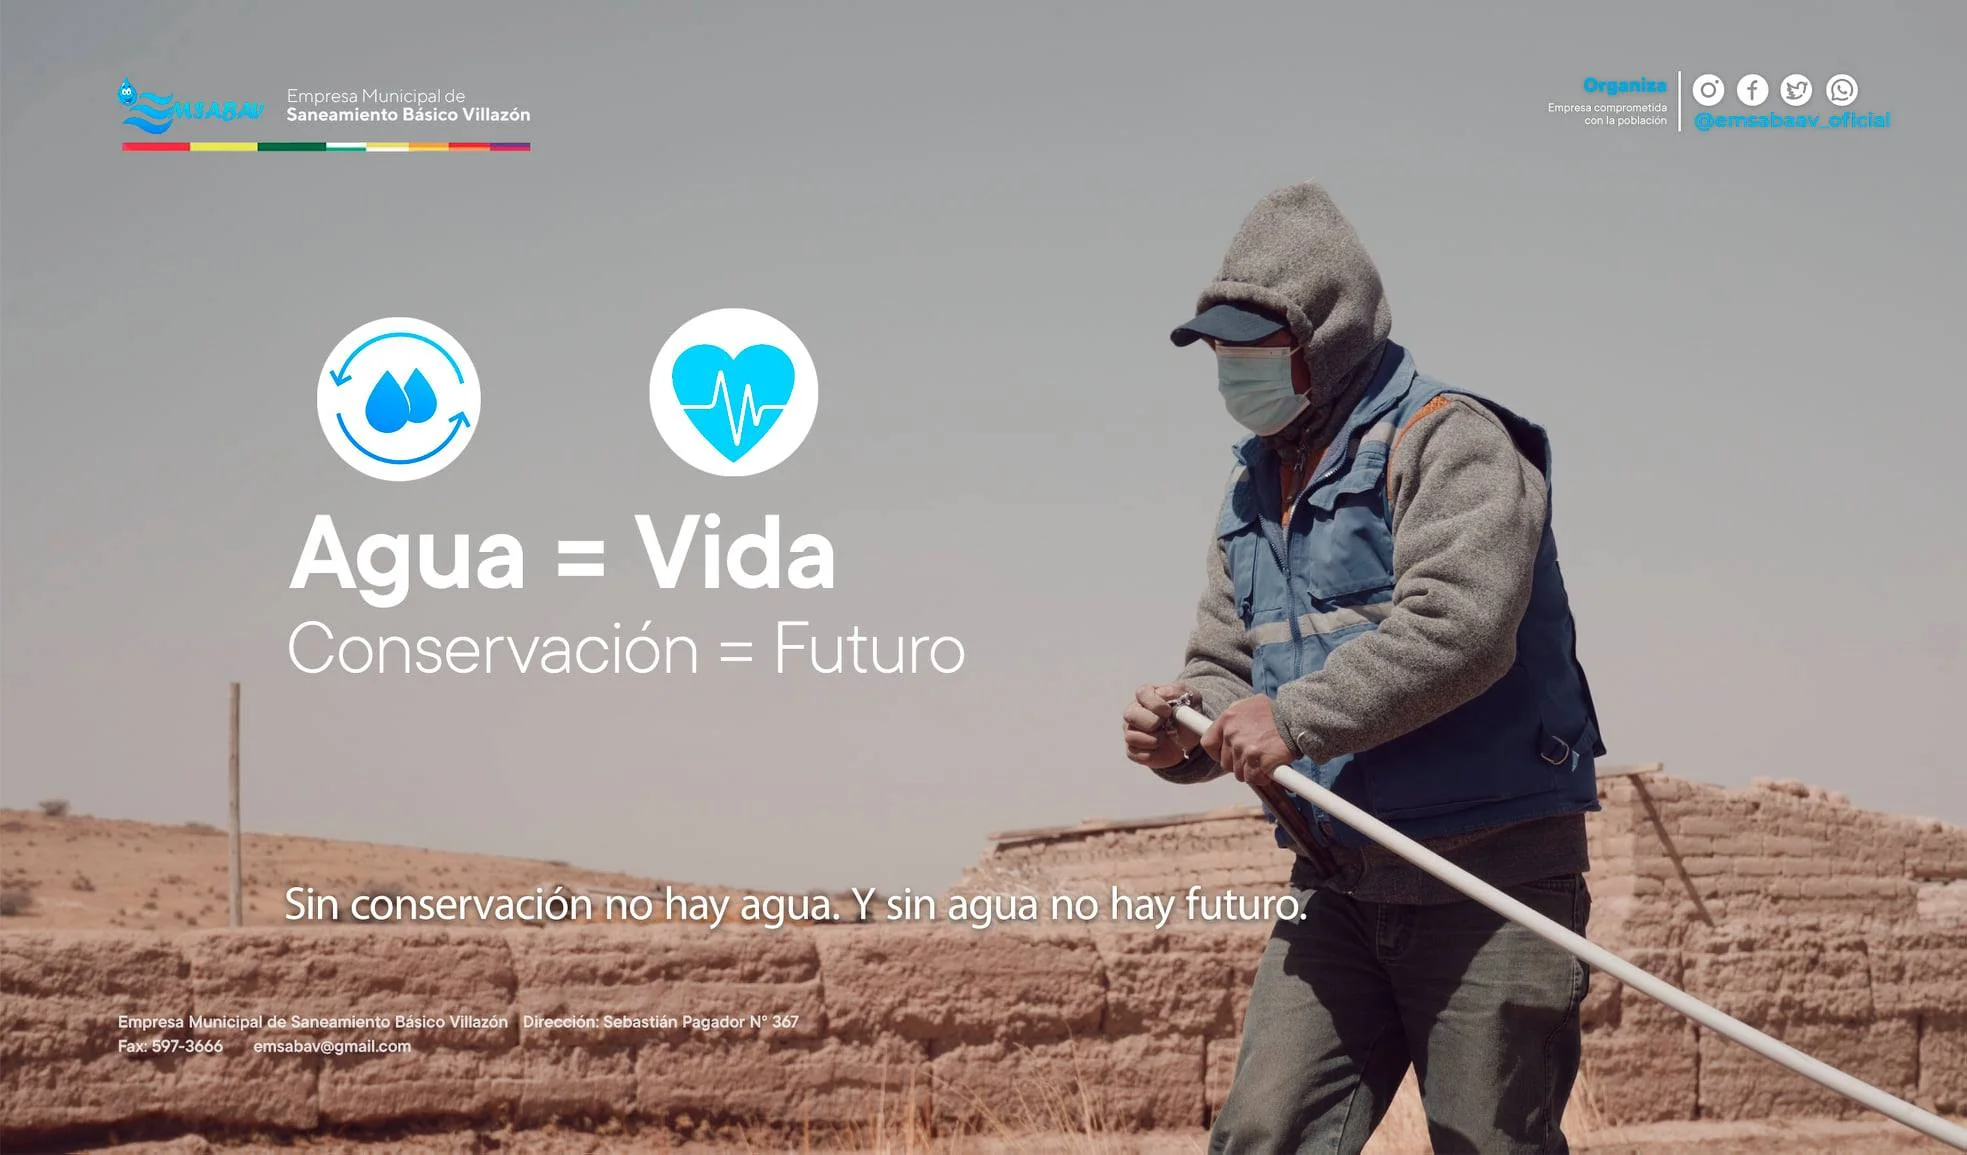 EMSABAV
Empresa Municipal de
Saneamiento Básico Villazón
Organiza
Empresa comprometida
con la población
@emsabaav_oficial
Agua = Vida
Conservación = Futuro
Sin conservación no hay agua. Y sin agua no hay futuro.
Empresa Municipal de Saneamiento Básico Villazón Dirección: Sebastián Pagador N° 367
Fax: 597-3666 emsabav@gmail.com